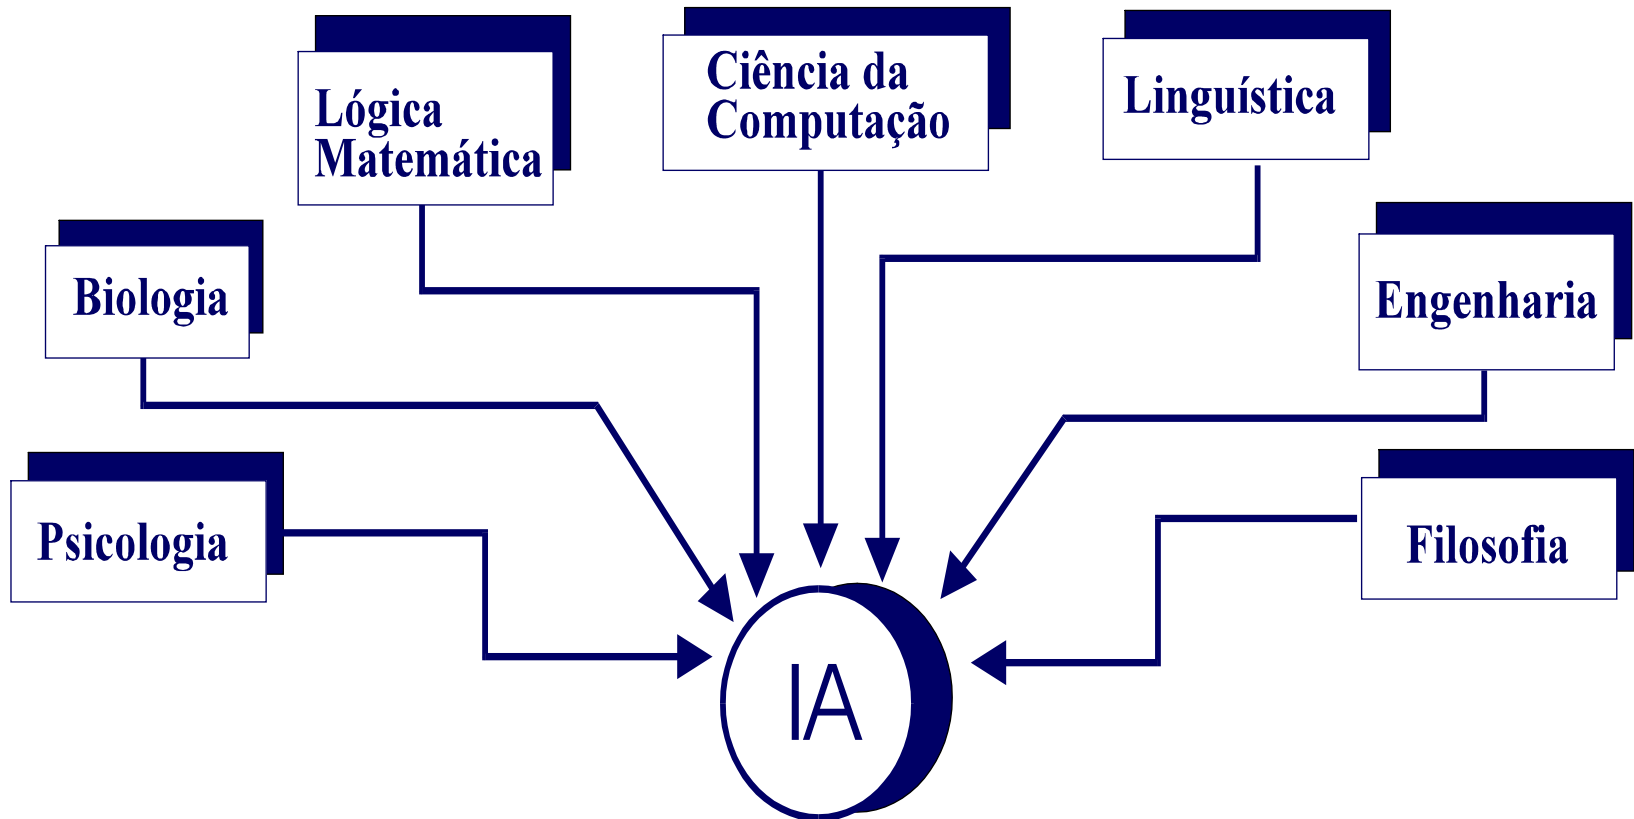 Ciência da
Computação
Lógica
Matemática
Linguística
Biologia
Engenharia
Psicologia
Filosofia
IA